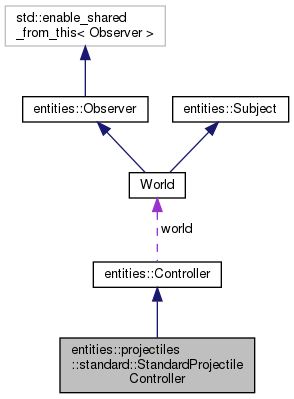 std::enable_shared
_from_this< Observer >
entities::Observer
entities::Subject
World
world
entities::Controller
entities::projectiles
::standard::StandardProjectile
Controller